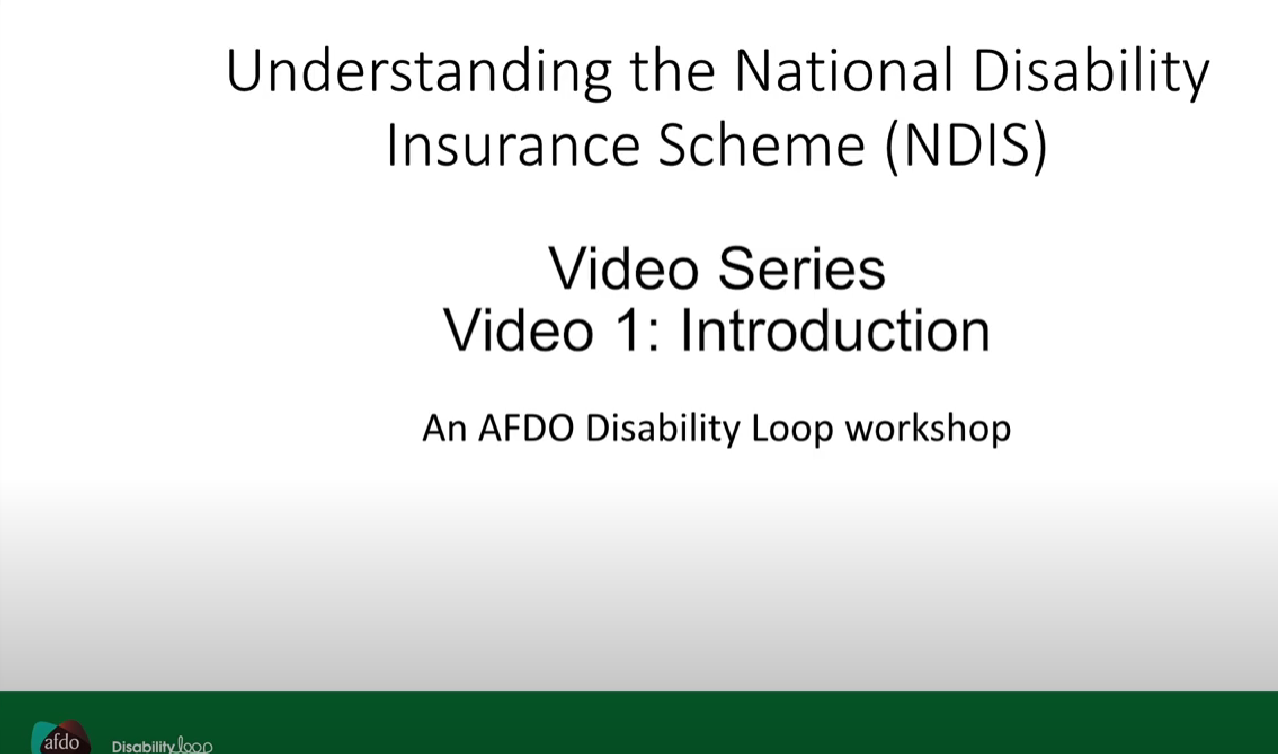 Understanding the National Disability
Insurance Scheme (NDIS)
Video Series
Video 1: Introduction
An AFDO Disability Loop workshop
afdo
Disability loop